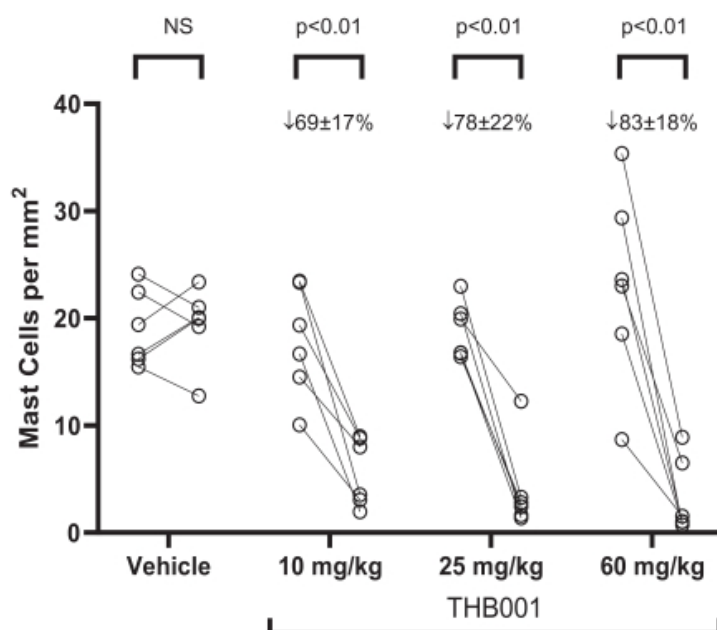 NS p<0.01 p<0.01 p<0.01
↓69±17% ↓78±22% ↓83±18%
40
30
20
10
0
Mast Cells per mm²
Vehicle 10 mg/kg 25 mg/kg 60 mg/kg
THB001